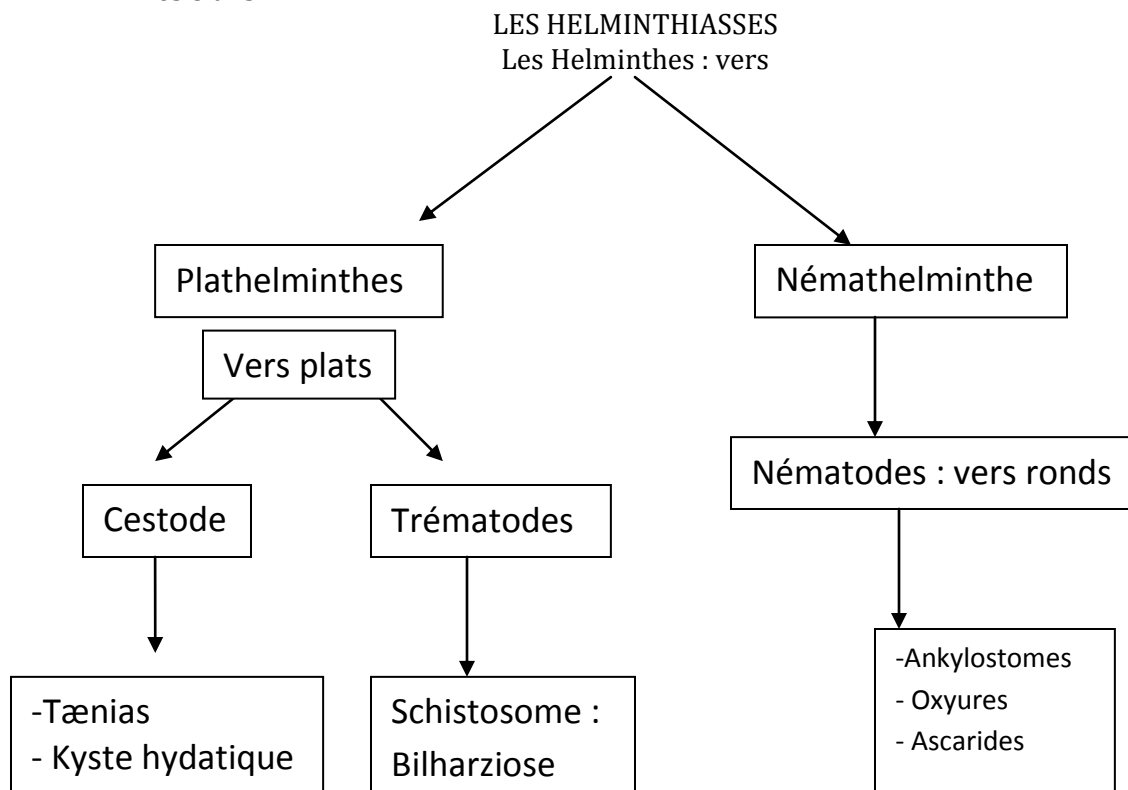 LES HELMINTHIASSES
Les Helminthes : vers
Plathelminthes
Némathelminthe
Vers plats
Nématodes : vers ronds
Cestode
Trématodes
-Ankylostomes
- Oxyures
- Ascarides
-Tænias
- Kyste hydatique
Schistosome :
Bilharziose